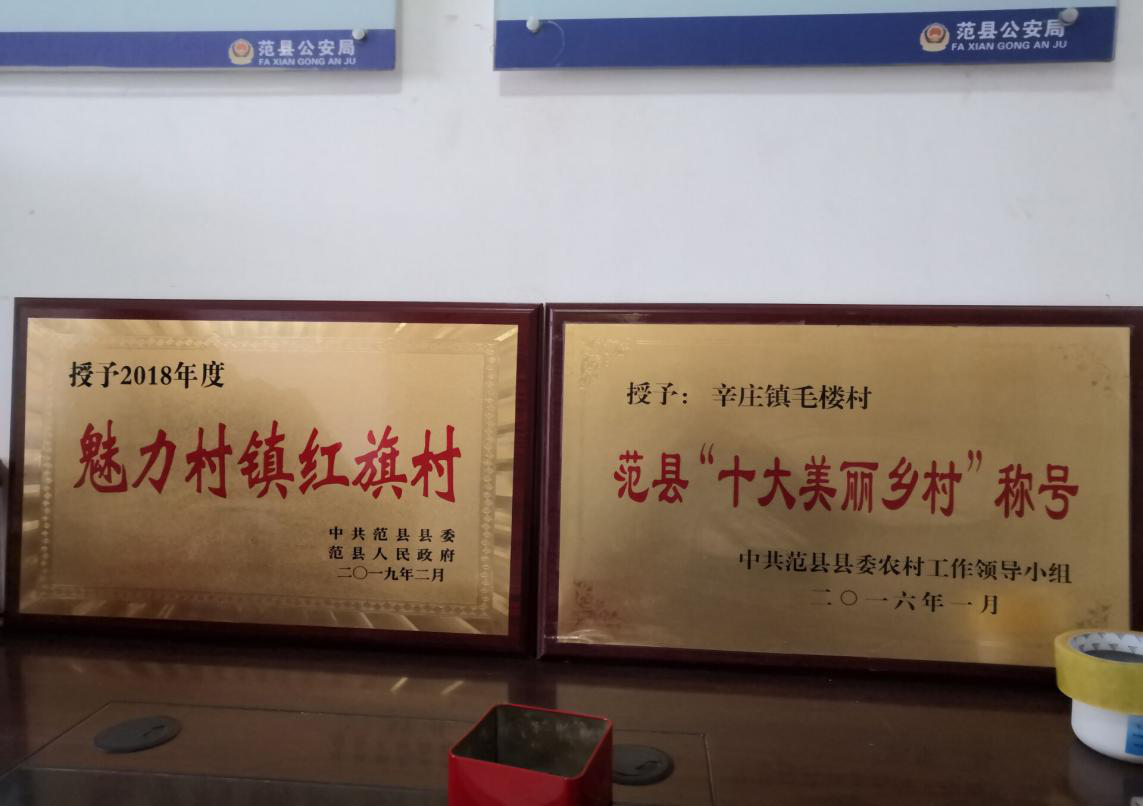 范县公安局
FA XIAN GONG AN JU
范县公安局
FA XIAN GONG AN JU
授予2018年度
魅力村镇红旗村
中共范县县委
范县人民政府
二〇一九年二月
授予：辛庄镇毛楼村
范县“十大美丽乡村”称号
中共范县县委农村工作领导小组
二〇一六年一月